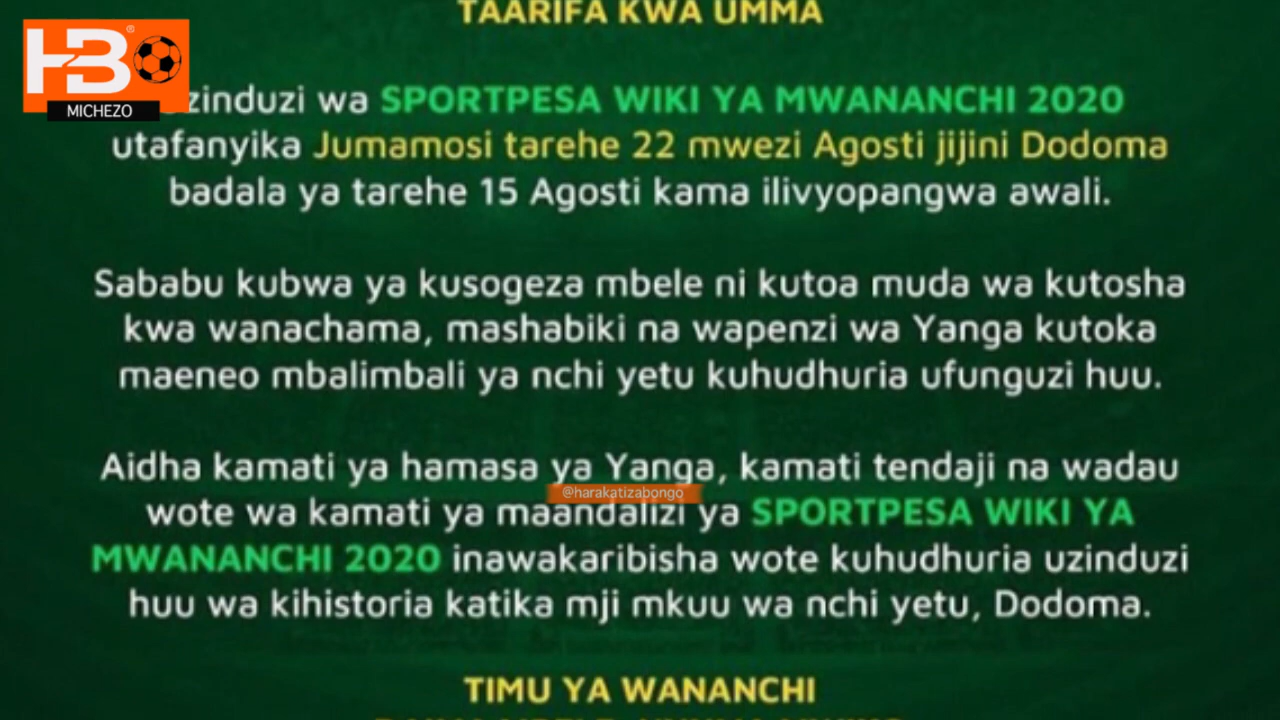 TAARIFA KWA UMMA
HB
®
MICHEZO
zinduzi wa SPORTPESA WIKI YA MWANANCHI 2020
utafanyika Jumamosi tarehe 22 mwezi Agosti jijini Dodoma
badala ya tarehe 15 Agosti kama ilivyopangwa awali.
Sababu kubwa ya kusogeza mbele ni kutoa muda wa kutosha
kwa wanachama, mashabiki na wapenzi wa Yanga kutoka
maeneo mbalimbali ya nchi yetu kuhudhuria ufunguzi huu.
Aidha kamati ya hamasa ya Yanga, kamati tendaji na wadau
@harakatizabongo
wote wa kamati ya maandalizi ya SPORTPESA WIKI YA
MWANANCHI 2020 inawakaribisha wote kuhudhuria uzinduzi
huu wa kihistoria katika mji mkuu wa nchi yetu, Dodoma.
TIMU YA WANANCHI